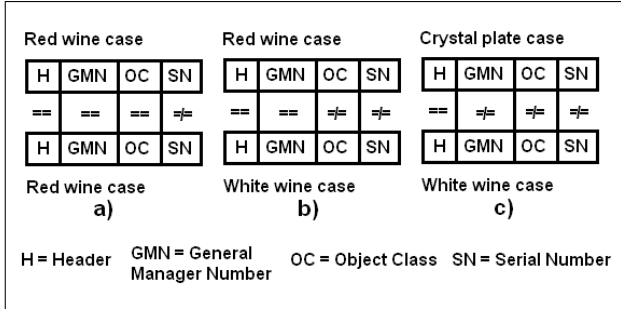 Red wine case Red wine case Crystal plate case
H GMN OC SN H GMN OC SN H GMN OC SN
== == == =/= == == =/= =/= == =/= =/= =/=
H GMN OC SN H GMN OC SN H GMN OC SN
Red wine case White wine case White wine case
a) b) c)
H = Header GMN = General Manager Number OC = Object Class SN = Serial Number